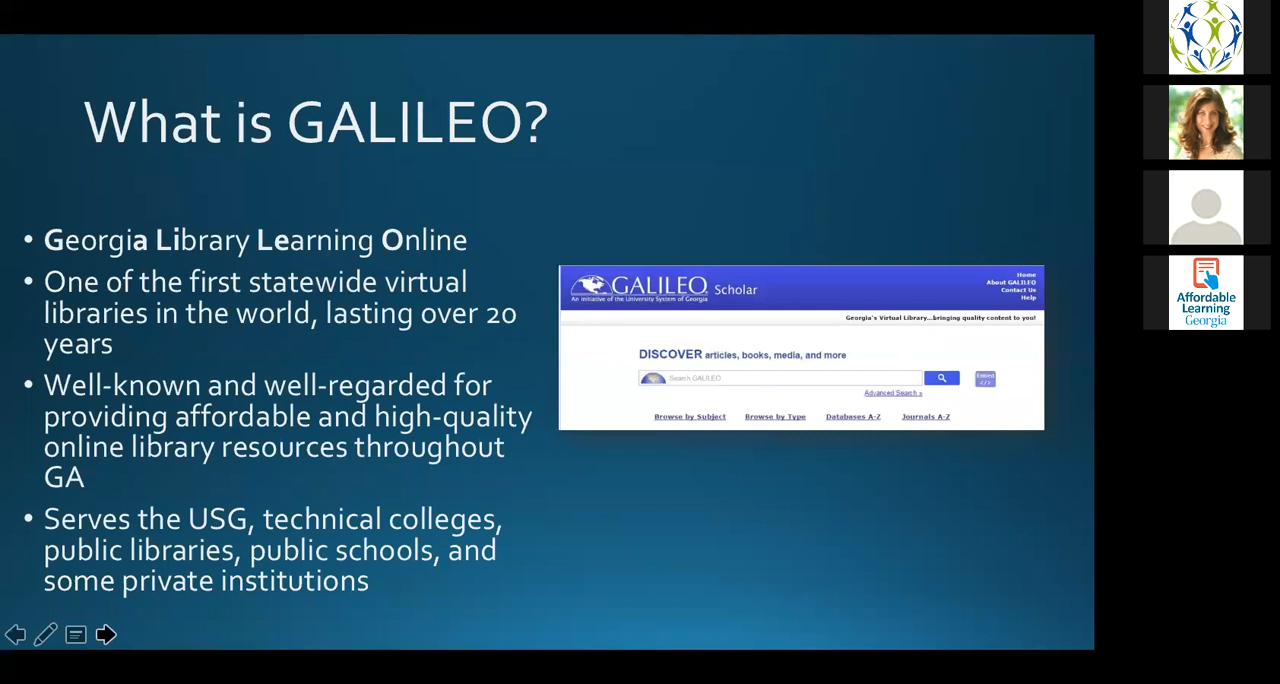 What is GALILEO?
• Georgia Library Learning Online
• One of the first statewide virtual
libraries in the world, lasting over 20
years
• Well-known and well-regarded for
providing affordable and high-quality
online library resources throughout
GA
• Serves the USG, technical colleges,
public libraries, public schools, and
some private institutions
GALILEO Scholar
An Initiative of the University System of Georgia
Home
About GALILEO
Contact Us
Help
Georgia's Virtual Library...bringing quality content to you!
DISCOVER articles, books, media, and more
Search GALILEO
Embed
</>
Advanced Search »
Browse by Subject Browse by Type Databases A-Z Journals A-Z
Affordable
Learning
Georgia